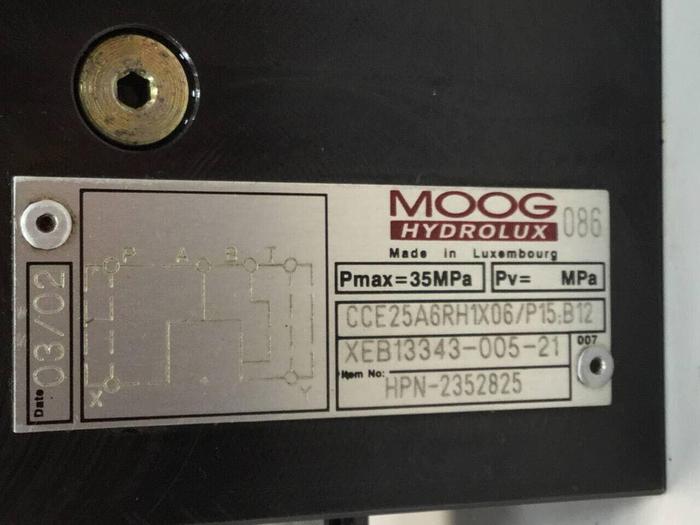 MOOG
HYDROLUX 086
Made in Luxembourg
Pmax=35MPa Pv= MPa
CCE25A6RH1X06/P15;B12
XEB13343-005-21 007
Item No: HPN-2352825
Date 03/02
P A B T
X Y